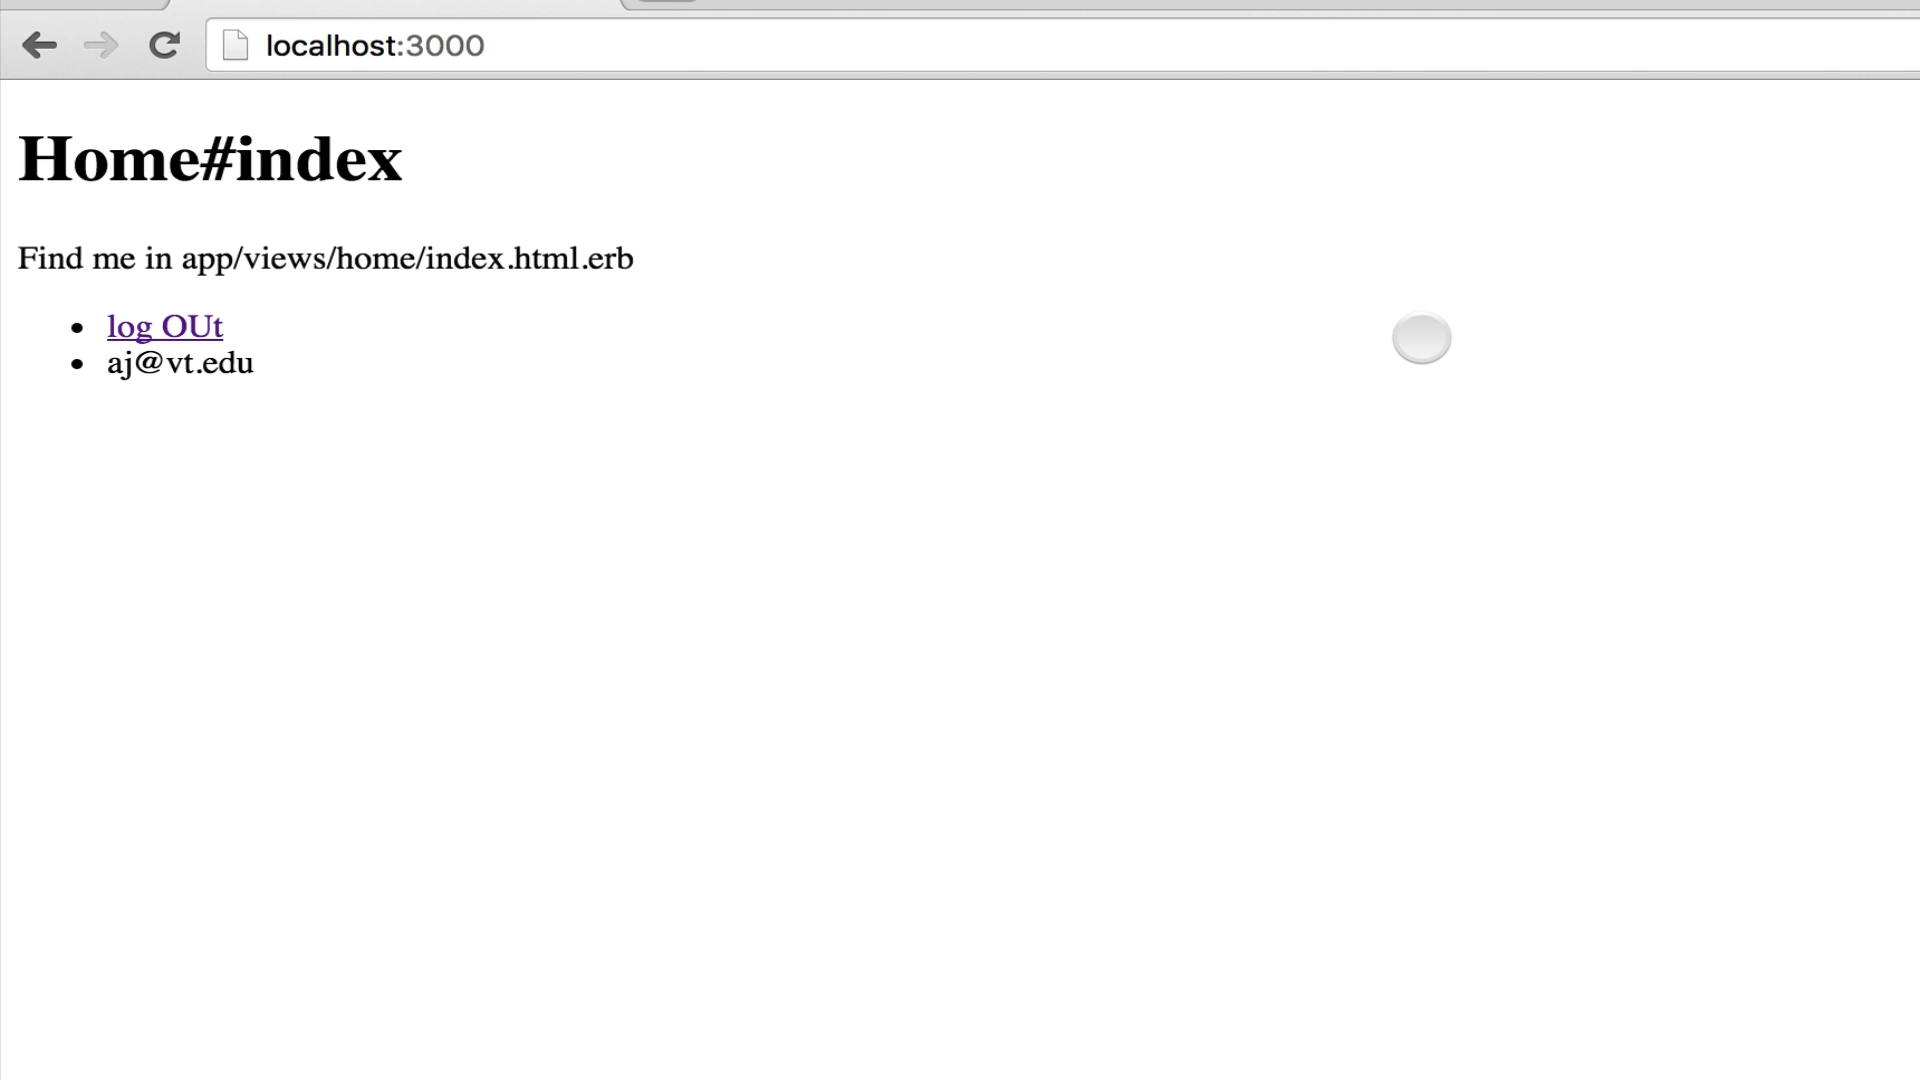 localhost:3000
Home#index
Find me in app/views/home/index.html.erb
log OUt
aj@vt.edu